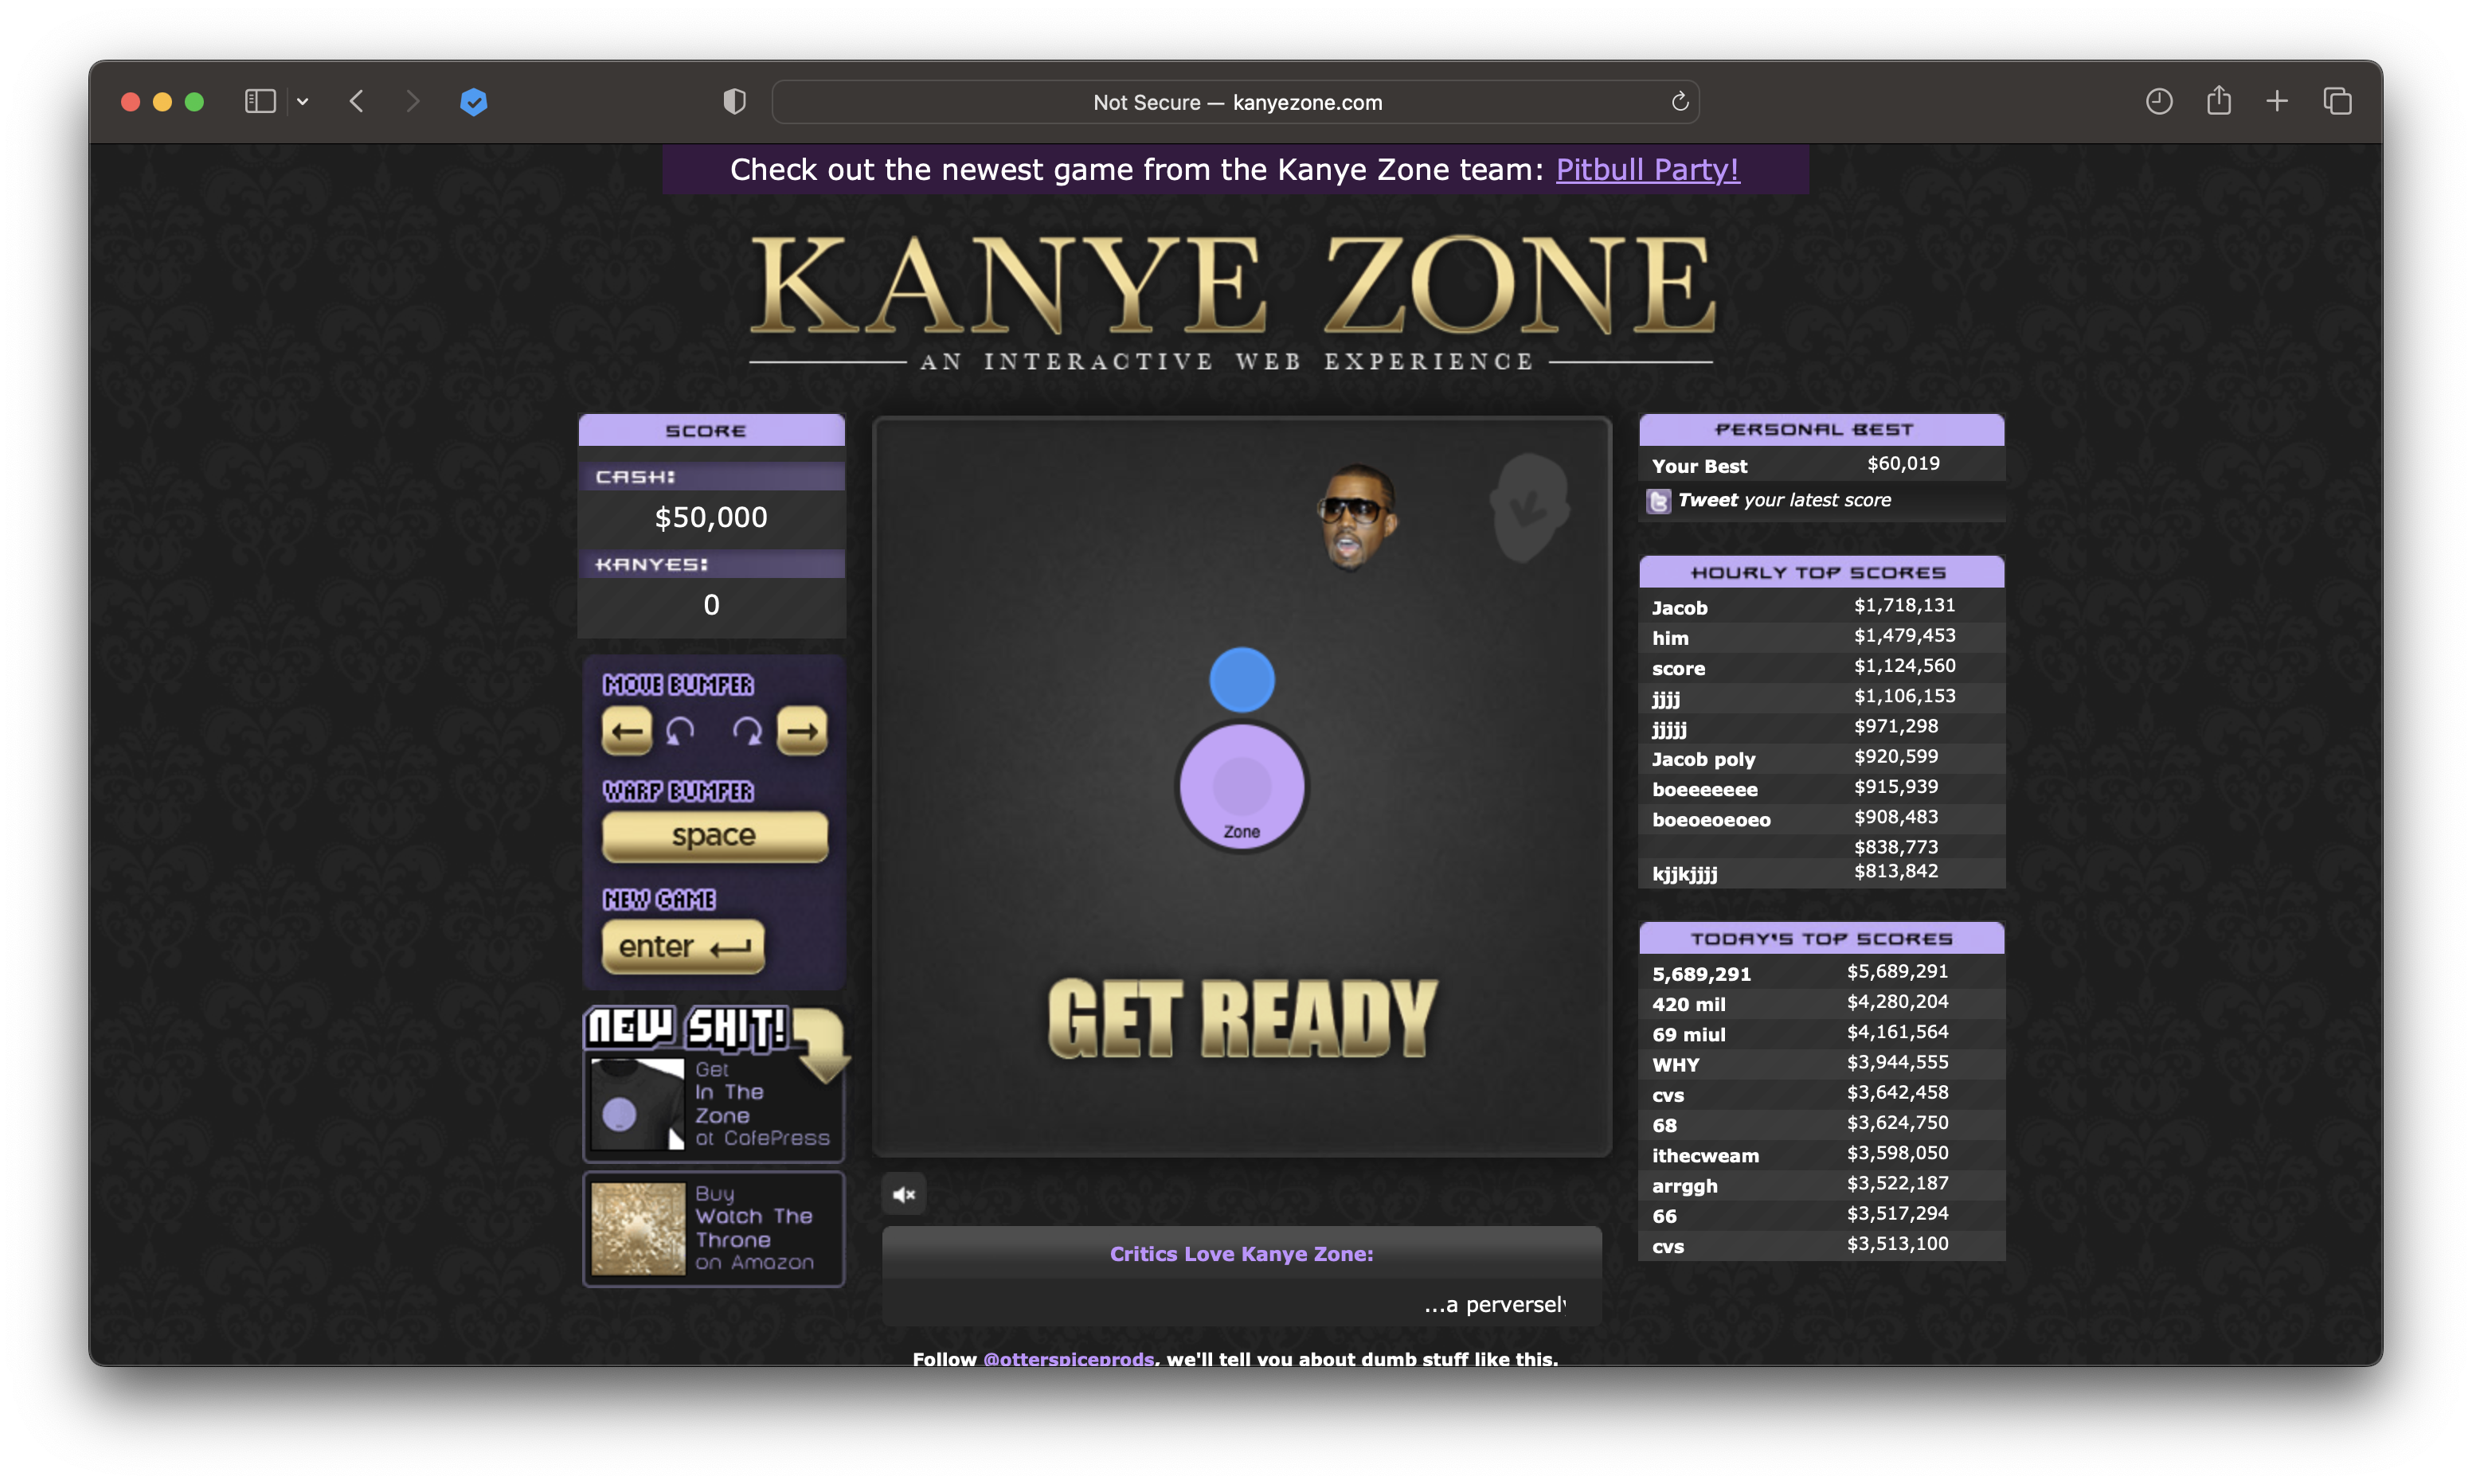 Not Secure — kanyezone.com
Check out the newest game from the Kanye Zone team: Pitbull Party!
KANYE ZONE
AN INTERACTIVE WEB EXPERIENCE
SCORE
CASH:
$50,000
KANYES:
0
MOVE BUMPER
WARP BUMPER
space
NEW GAME
enter
NEW SHIT!
Get
In The
Zone
at CafePress
Buy
Watch The
Throne
on Amazon
Zone
GET READY
Critics Love Kanye Zone:
...a perversely
Follow @otterspiceprods, we'll tell you about dumb stuff like this.
PERSONAL BEST
Your Best $60,019
Tweet your latest score
HOURLY TOP SCORES
Jacob $1,718,131
him $1,479,453
score $1,124,560
jjjj $1,106,153
jjjjj $971,298
Jacob poly $920,599
boeeeeeee $915,939
boeoeoeoeo $908,483
$838,773
kjjkjjjj $813,842
TODAY'S TOP SCORES
5,689,291 $5,689,291
420 mil $4,280,204
69 miul $4,161,564
WHY $3,944,555
cvs $3,642,458
68 $3,624,750
ithecweam $3,598,050
arrggh $3,522,187
66 $3,517,294
cvs $3,513,100